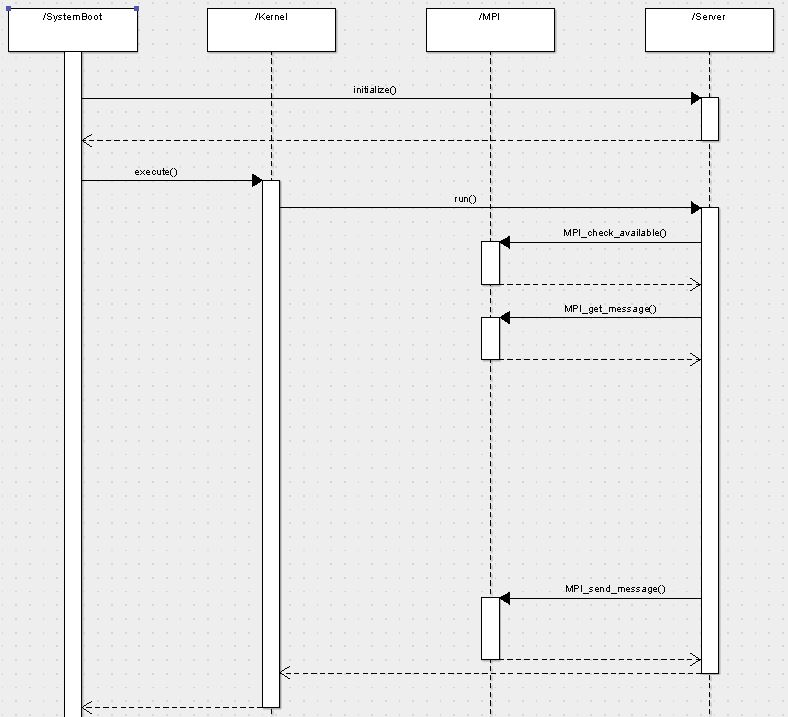 /SystemBoot
/Kernel
/MPI
/Server
initialize()
execute()
run()
MPI_check_available()
MPI_get_message()
MPI_send_message()